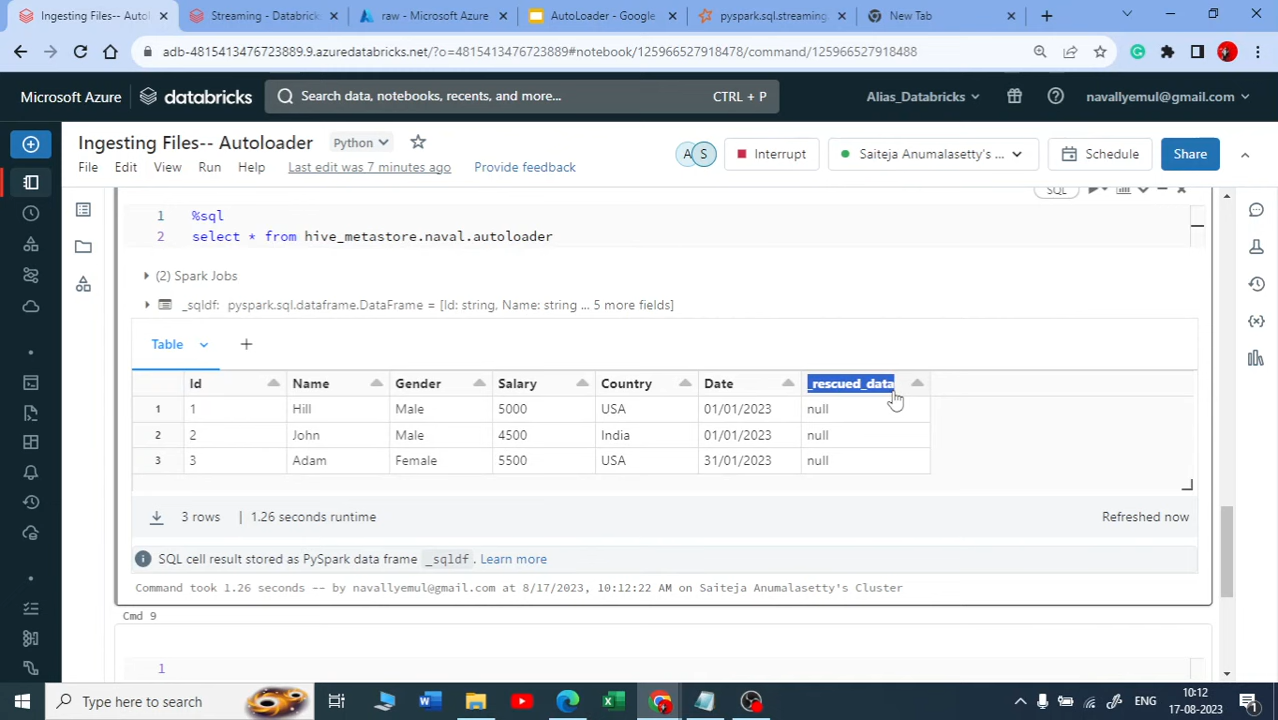 Ingesting Files-- Autol
Streaming - Databrick
raw - Microsoft Azure
AutoLoader - Google
pyspark.sql.streaming
New Tab
adb-4815413476723889.9.azuredatabricks.net/?o=4815413476723889#notebook/125966527918478/command/125966527918488
Microsoft Azure
databricks
Search data, notebooks, recents, and more...
CTRL + P
Alias_Databricks
navallyemul@gmail.com
Ingesting Files-- Autoloader
Python
A S
Interrupt
Saiteja Anumalasetty's ...
Schedule
Share
File Edit View Run Help
Last edit was 7 minutes ago
Provide feedback
SQL
1 %sql
2 select * from hive_metastore.naval.autoloader
(2) Spark Jobs
_sqldf: pyspark.sql.dataframe.DataFrame = [Id: string, Name: string ... 5 more fields]
Table +
Id Name Gender Salary Country Date _rescued_data
1 1 Hill Male 5000 USA 01/01/2023 null
2 2 John Male 4500 India 01/01/2023 null
3 3 Adam Female 5500 USA 31/01/2023 null
3 rows | 1.26 seconds runtime
Refreshed now
SQL cell result stored as PySpark data frame _sqldf . Learn more
Command took 1.26 seconds -- by navallyemul@gmail.com at 8/17/2023, 10:12:22 AM on Saiteja Anumalasetty's Cluster
Cmd 9
1
Type here to search
ENG
10:12
17-08-2023
1